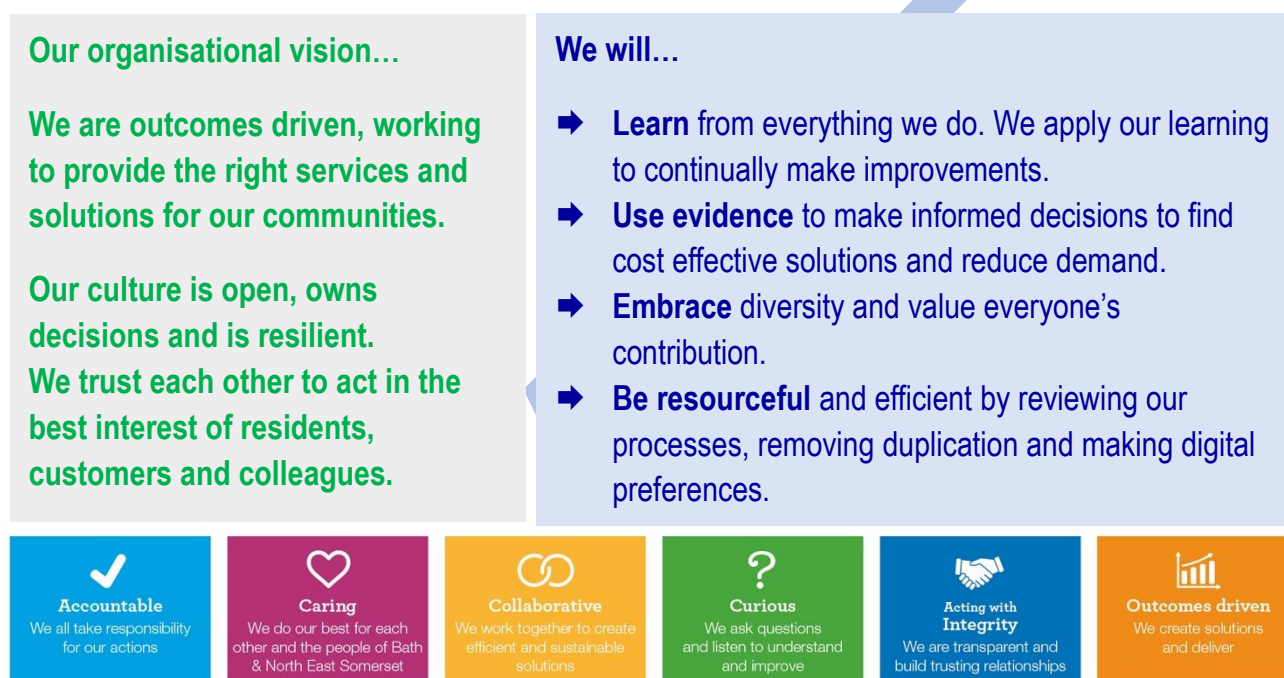 Our organisational vision…
We are outcomes driven, working
to provide the right services and
solutions for our communities.
Our culture is open, owns
decisions and is resilient.
We trust each other to act in the
best interest of residents,
customers and colleagues.
We will…
Learn from everything we do. We apply our learning
to continually make improvements.
Use evidence to make informed decisions to find
cost effective solutions and reduce demand.
Embrace diversity and value everyone’s
contribution.
Be resourceful and efficient by reviewing our
processes, removing duplication and making digital
preferences.
Accountable
We all take responsibility
for our actions
Caring
We do our best for each
other and the people of Bath
& North East Somerset
Collaborative
We work together to create
efficient and sustainable
solutions
Curious
We ask questions
and listen to understand
and improve
Acting with
Integrity
We are transparent and
build trusting relationships
Outcomes driven
We create solutions
and deliver